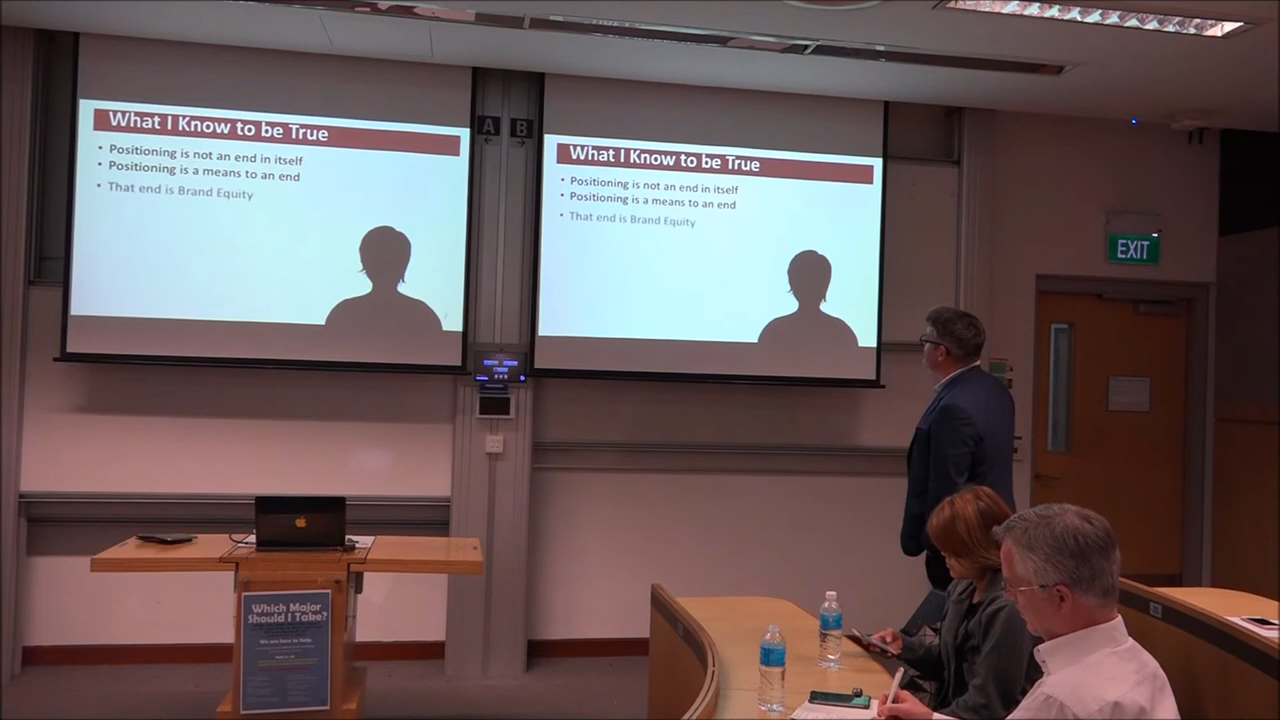 What I Know to be True
• Positioning is not an end in itself
• Positioning is a means to an end
• That end is Brand Equity
A B
What I Know to be True
• Positioning is not an end in itself
• Positioning is a means to an end
• That end is Brand Equity
EXIT
Which Major
Should I Take?
We are here to help.